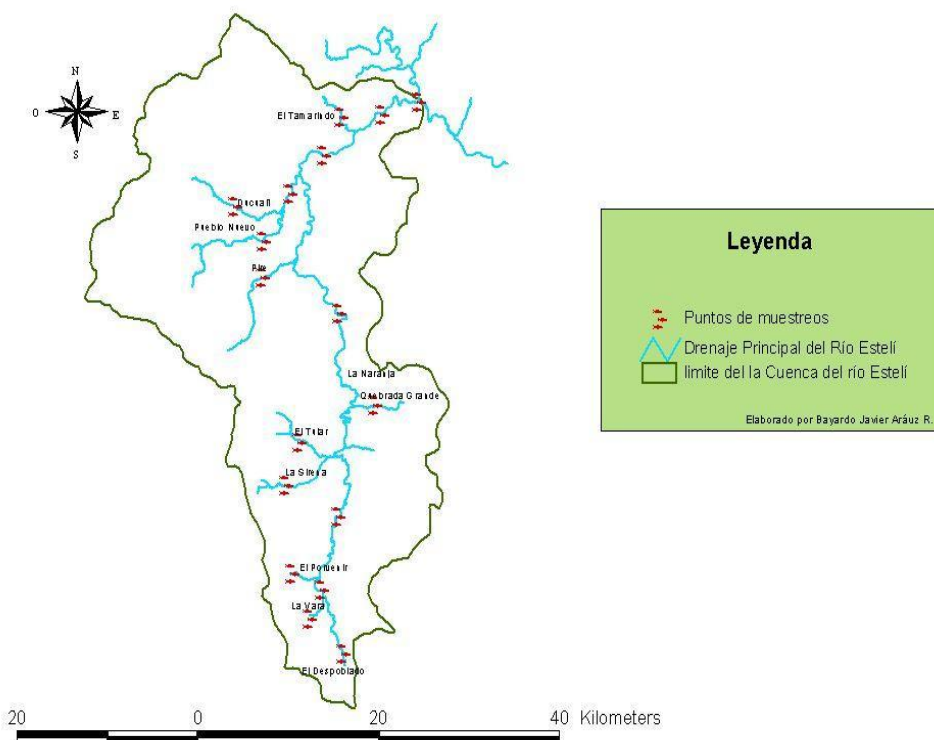 N
O
E
S
El Tamarindo
Ducualí
Pueblo Nuevo
Pire
La Naranja
Quebrada Grande
El Tular
La Sirena
El Porvenir
La Vara
El Despoblado
Leyenda
Puntos de muestreos
Drenaje Principal del Río Estelí
limite del la Cuenca del río Estelí
Elaborado por Bayardo Javier Aráuz R.
20 0 20 40 Kilometers